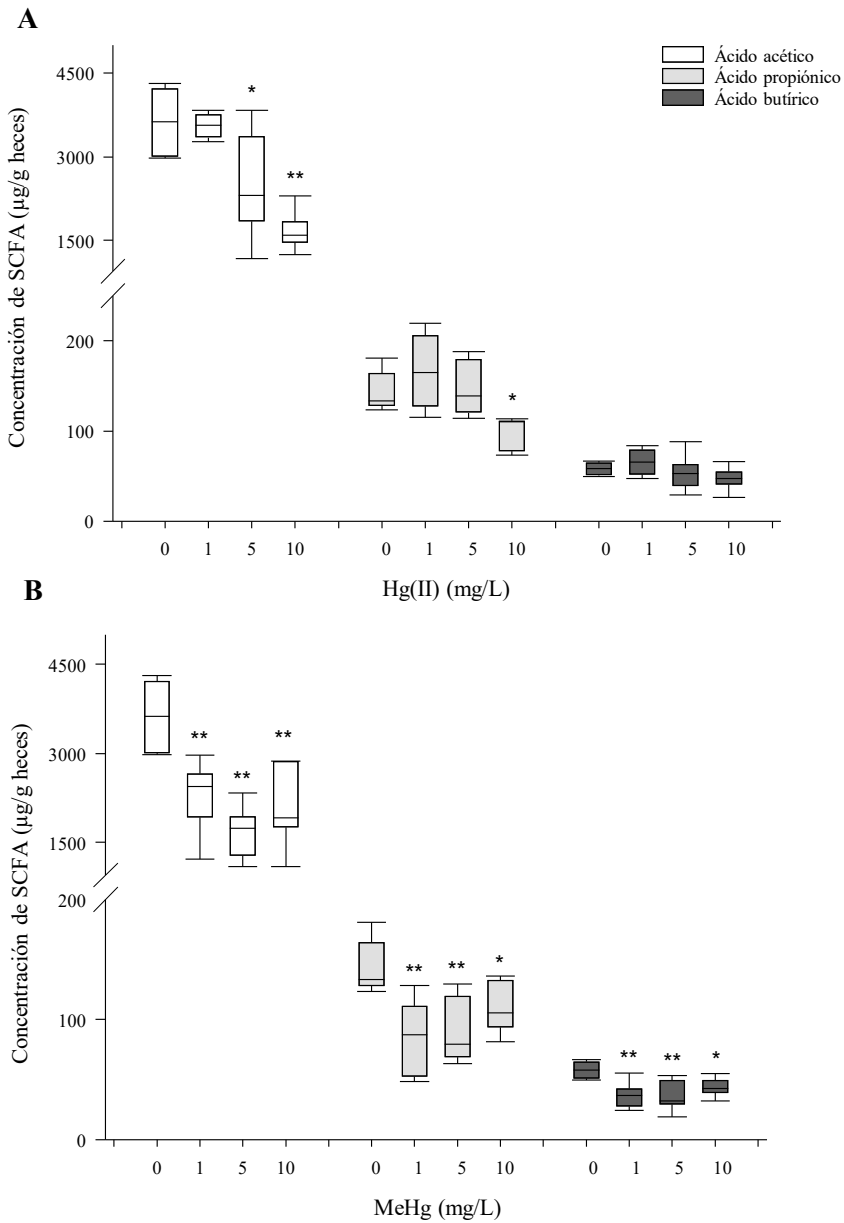 A
Concentración de SCFA (µg/g heces)
4500
3000
1500
200
100
0
Ácido acético
Ácido propiónico
Ácido butírico
*
**
*
0 1 5 10 0 1 5 10 0 1 5 10
Hg(II) (mg/L)
B
Concentración de SCFA (µg/g heces)
4500
3000
1500
200
100
0
** ** **
** ** *
** ** *
0 1 5 10 0 1 5 10 0 1 5 10
MeHg (mg/L)